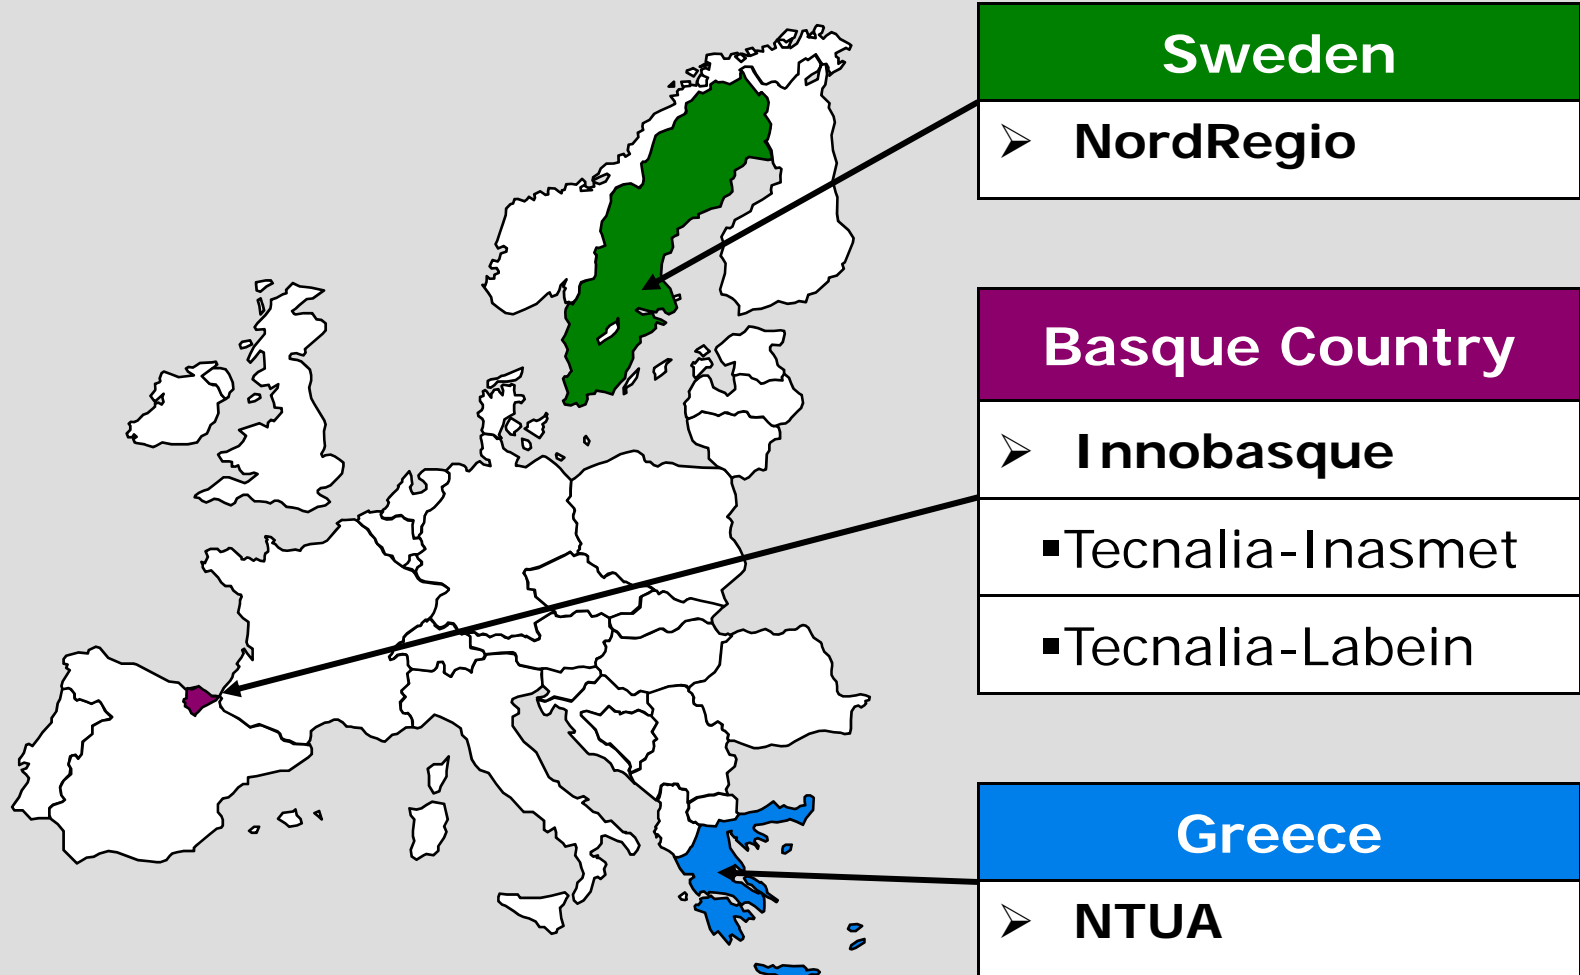 Sweden
➢ NordRegio
Basque Country
➢ Innobasque
▪Tecnalia-Inasmet
▪Tecnalia-Labein
Greece
➢ NTUA